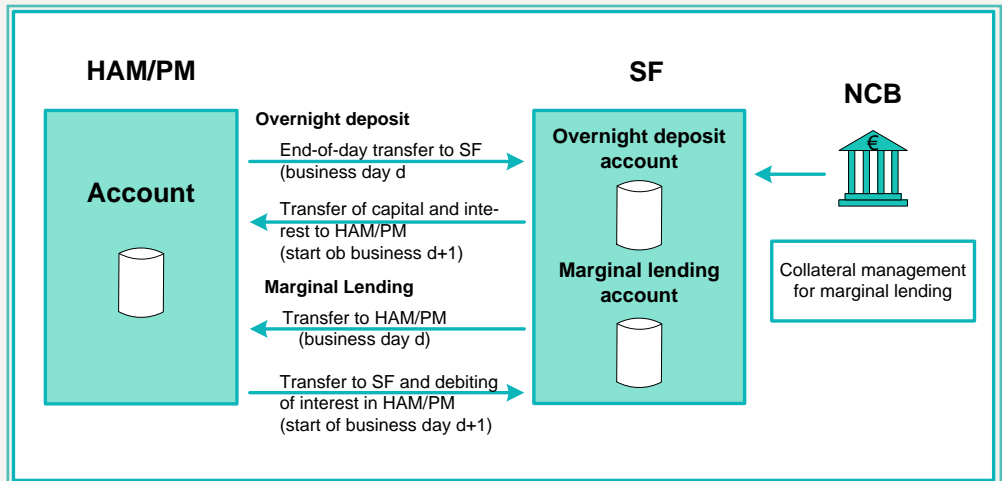 HAM/PM
SF
NCB
€
Account
Overnight deposit
End-of-day transfer to SF
(business day d
Transfer of capital and inte-
rest to HAM/PM
(start ob business d+1)
Marginal Lending
Transfer to HAM/PM
(business day d)
Transfer to SF and debiting
of interest in HAM/PM
(start of business day d+1)
Overnight deposit
account
Marginal lending
account
Collateral management
for marginal lending